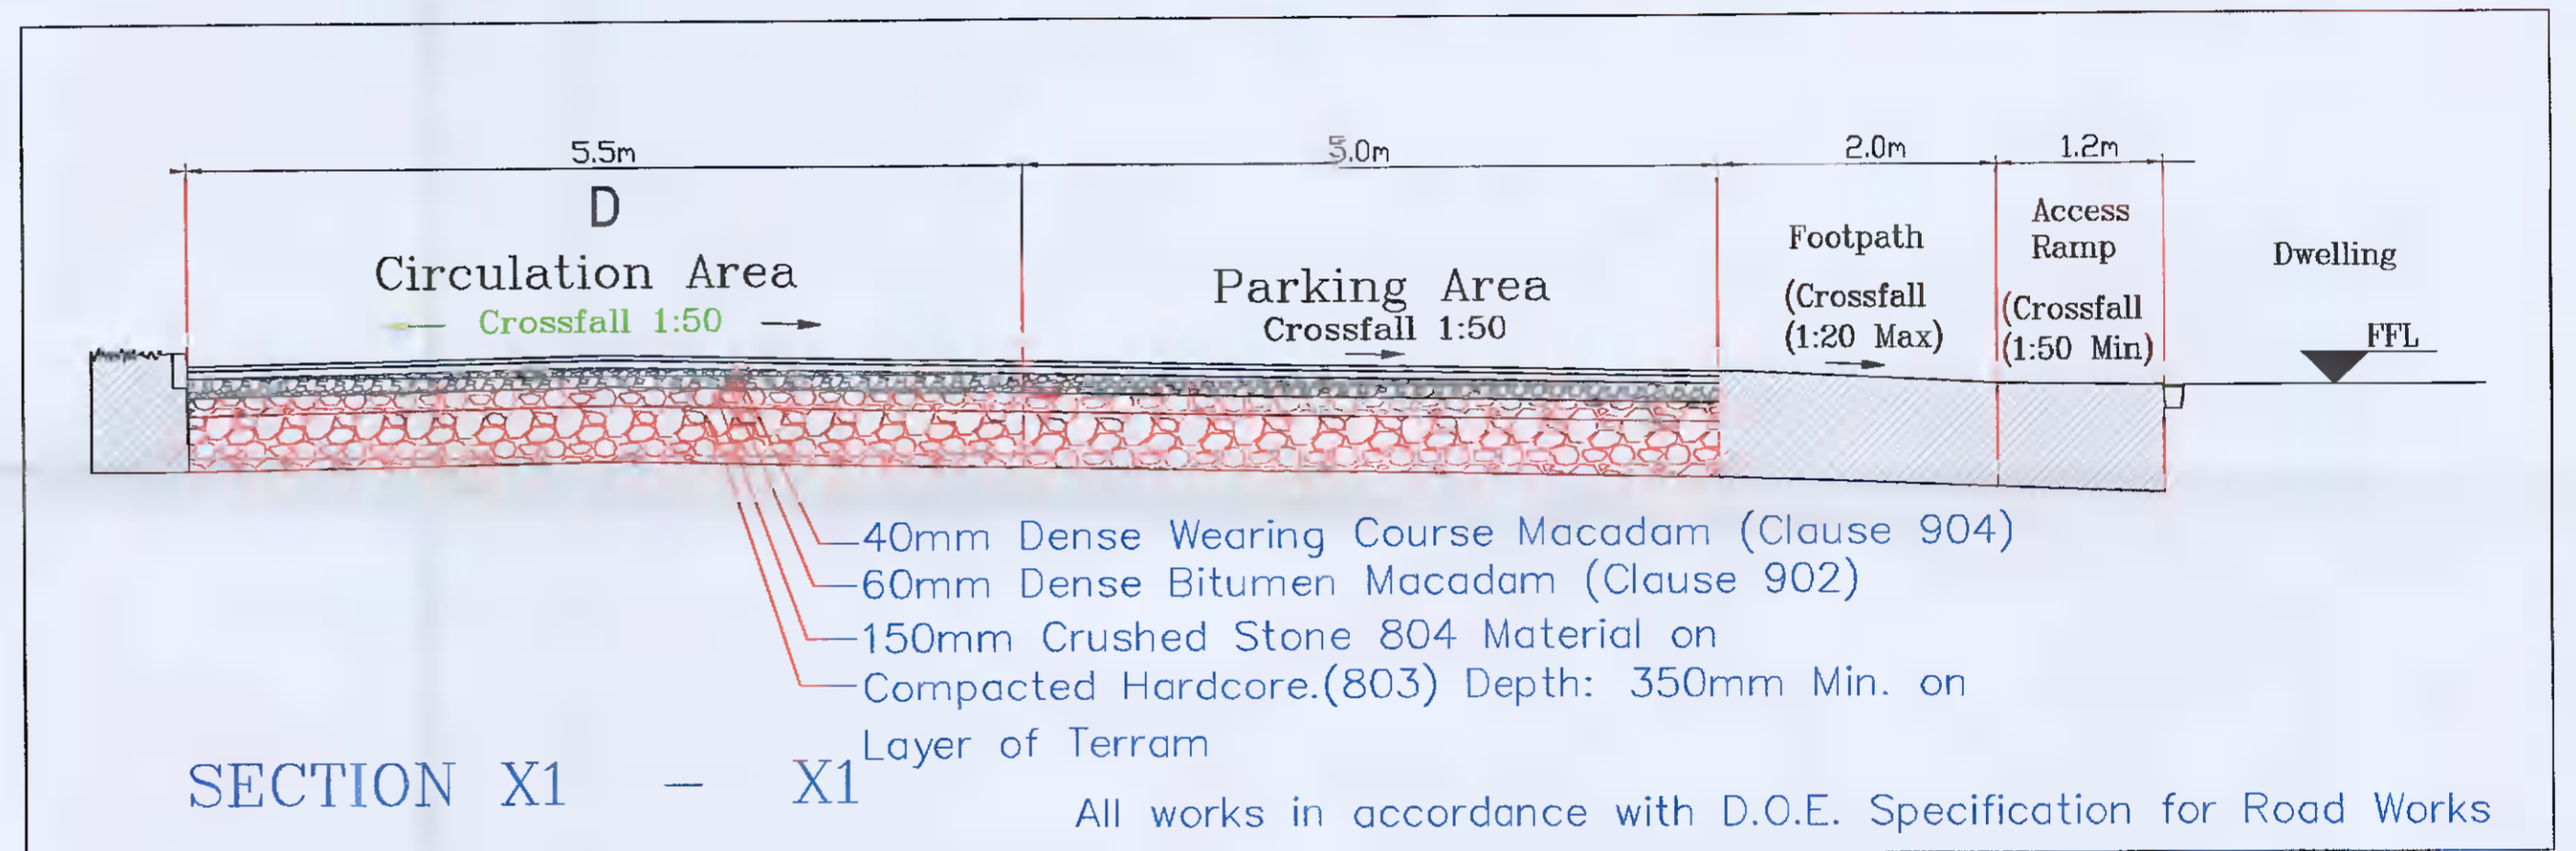 5.5m
5.0m
2.0m
1.2m
D
Circulation Area
Crossfall 1:50
Parking Area
Crossfall 1:50
Footpath
(Crossfall
(1:20 Max)
Access
Ramp
(Crossfall
(1:50 Min)
Dwelling
FFL
40mm Dense Wearing Course Macadam (Clause 904)
60mm Dense Bitumen Macadam (Clause 902)
150mm Crushed Stone 804 Material on
Compacted Hardcore.(803) Depth: 350mm Min. on
Layer of Terram
SECTION X1 - X1
All works in accordance with D.O.E. Specification for Road Works